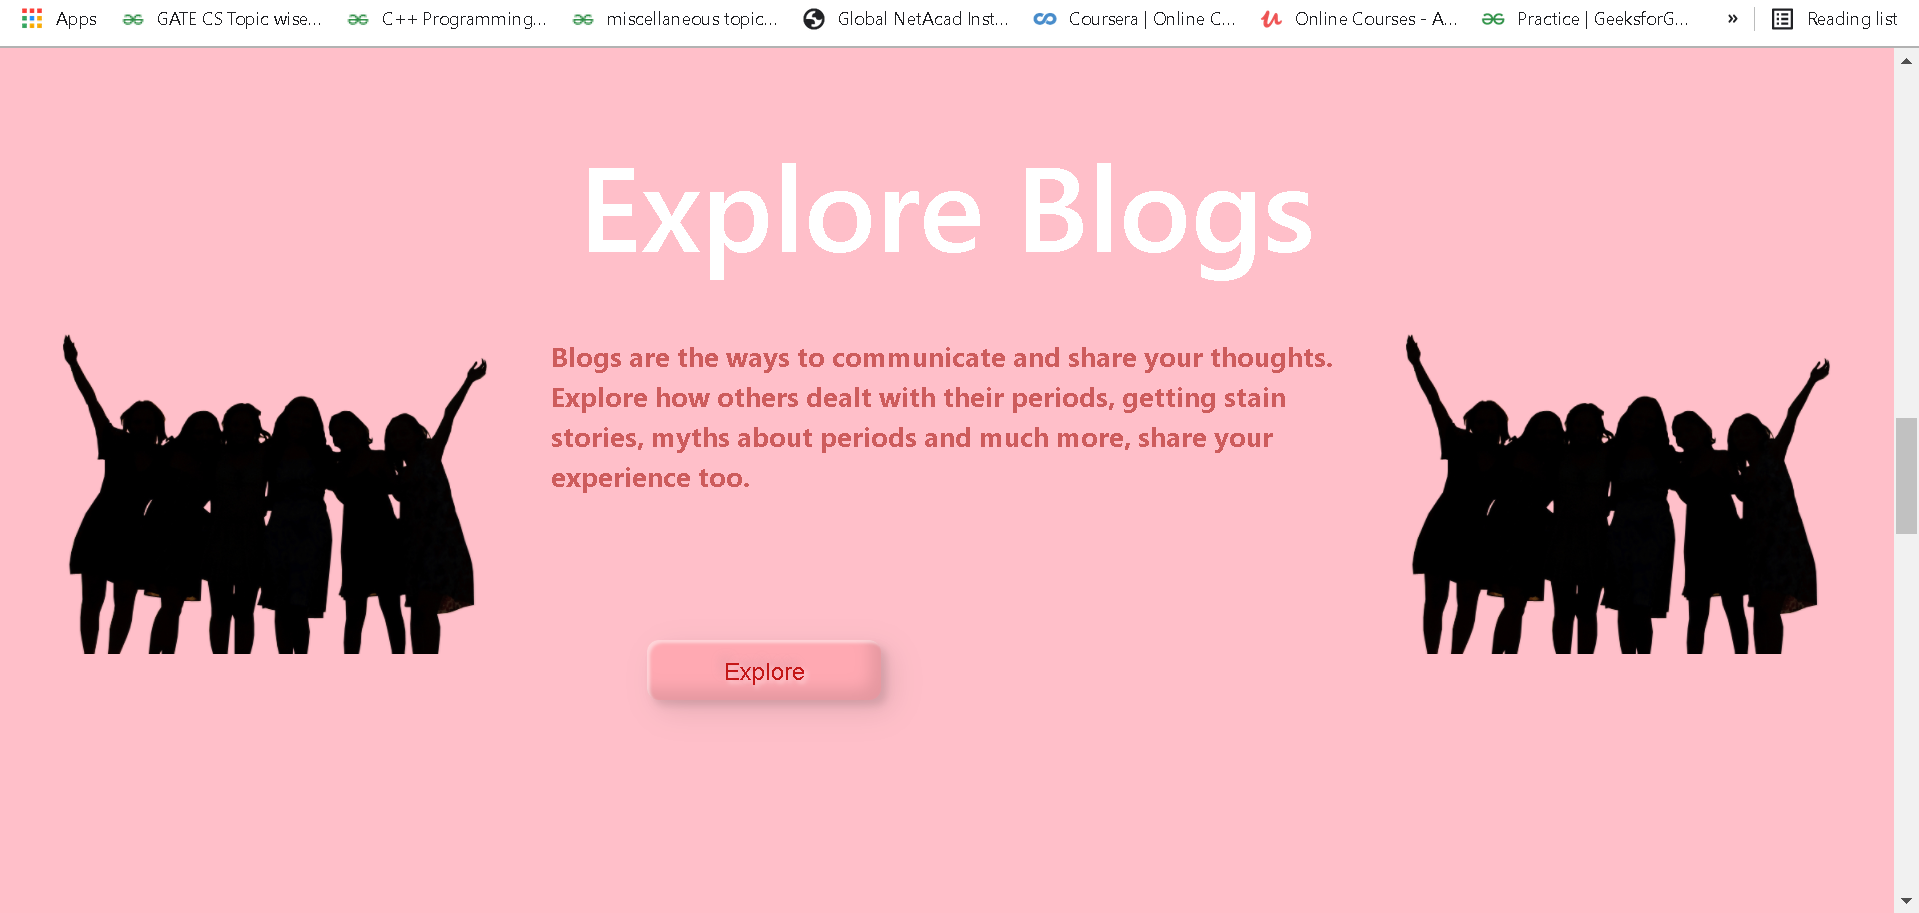 Apps GATE CS Topic wise... C++ Programming... miscellaneous topic... Global NetAcad Inst... Coursera | Online C... Online Courses - A... Practice | GeeksforG... » Reading list
Explore Blogs
Blogs are the ways to communicate and share your thoughts.
Explore how others dealt with their periods, getting stain
stories, myths about periods and much more, share your
experience too.
Explore